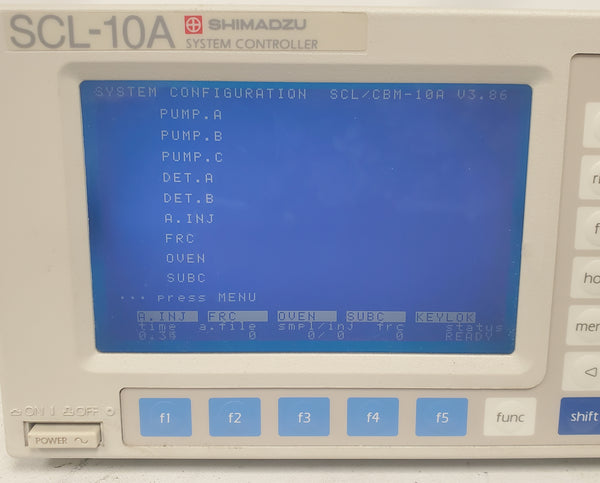 SCL-10A SHIMADZU
SYSTEM CONTROLLER
SYSTEM CONFIGURATION SCL/CBM-10A V3.86
PUMP.A
PUMP.B
PUMP.C
DET.A
DET.B
A.INJ
FRC
OVEN
SUBC
... press MENU
A.INJ FRC OVEN SUBC KEYLOK
time a.file smpl/inj frc status
0 0/ 0 0 READY
ON OFF
POWER
f1 f2 f3 f4 f5 func shift